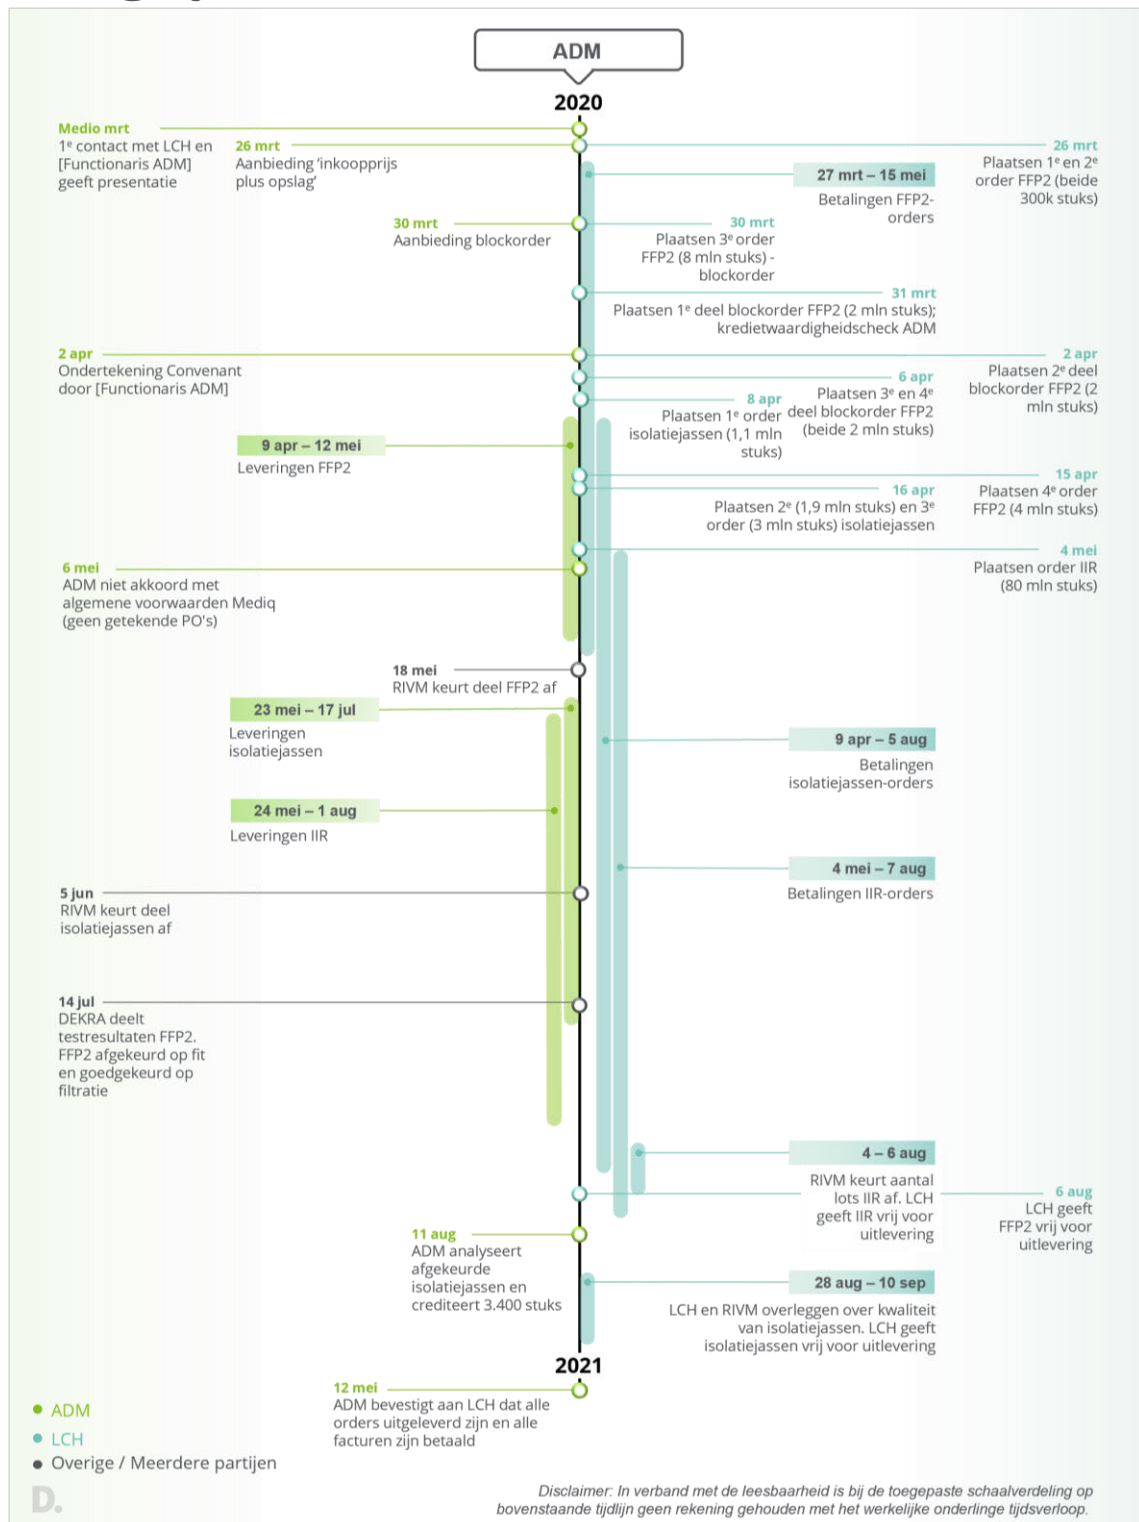 ADM
2020
Medio mrt
1e contact met LCH en
[Functionaris ADM]
geeft presentatie
26 mrt
Aanbieding ‘inkoopprijs
plus opslag’
26 mrt
Plaatsen 1e en 2e
order FFP2 (beide
300k stuks)
27 mrt – 15 mei
Betalingen FFP2-
orders
30 mrt
Aanbieding blockorder
30 mrt
Plaatsen 3e order
FFP2 (8 mln stuks) -
blockorder
31 mrt
Plaatsen 1e deel blockorder FFP2 (2 mln stuks);
kredietwaardigheidscheck ADM
2 apr
Ondertekening Convenant
door [Functionaris ADM]
2 apr
Plaatsen 2e deel
blockorder FFP2 (2
mln stuks)
6 apr
Plaatsen 3e en 4e
deel blockorder FFP2
(beide 2 mln stuks)
8 apr
Plaatsen 1e order
isolatiejassen (1,1 mln
stuks)
9 apr – 12 mei
Leveringen FFP2
15 apr
Plaatsen 4e order
FFP2 (4 mln stuks)
16 apr
Plaatsen 2e (1,9 mln stuks) en 3e
order (3 mln stuks) isolatiejassen
4 mei
Plaatsen order IIR
(80 mln stuks)
6 mei
ADM niet akkoord met
algemene voorwaarden Mediq
(geen getekende PO's)
18 mei
RIVM keurt deel FFP2 af
23 mei – 17 jul
Leveringen
isolatiejassen
9 apr – 5 aug
Betalingen
isolatiejassen-orders
24 mei – 1 aug
Leveringen IIR
4 mei – 7 aug
Betalingen IIR-orders
5 jun
RIVM keurt deel
isolatiejassen af
14 jul
DEKRA deelt
testresultaten FFP2.
FFP2 afgekeurd op fit
en goedgekeurd op
filtratie
4 – 6 aug
RIVM keurt aantal
lots IIR af. LCH
geeft IIR vrij voor
uitlevering
6 aug
LCH geeft
FFP2 vrij voor
uitlevering
11 aug
ADM analyseert
afgekeurde
isolatiejassen en
crediteert 3.400 stuks
28 aug – 10 sep
LCH en RIVM overleggen over kwaliteit
van isolatiejassen. LCH geeft
isolatiejassen vrij voor uitlevering
2021
12 mei
ADM bevestigt aan LCH dat alle
orders uitgeleverd zijn en alle
facturen zijn betaald
ADM
LCH
Overige / Meerdere partijen
D.
Disclaimer: In verband met de leesbaarheid is bij de toegepaste schaalverdeling op
bovenstaande tijdlijn geen rekening gehouden met het werkelijke onderlinge tijdsverloop.